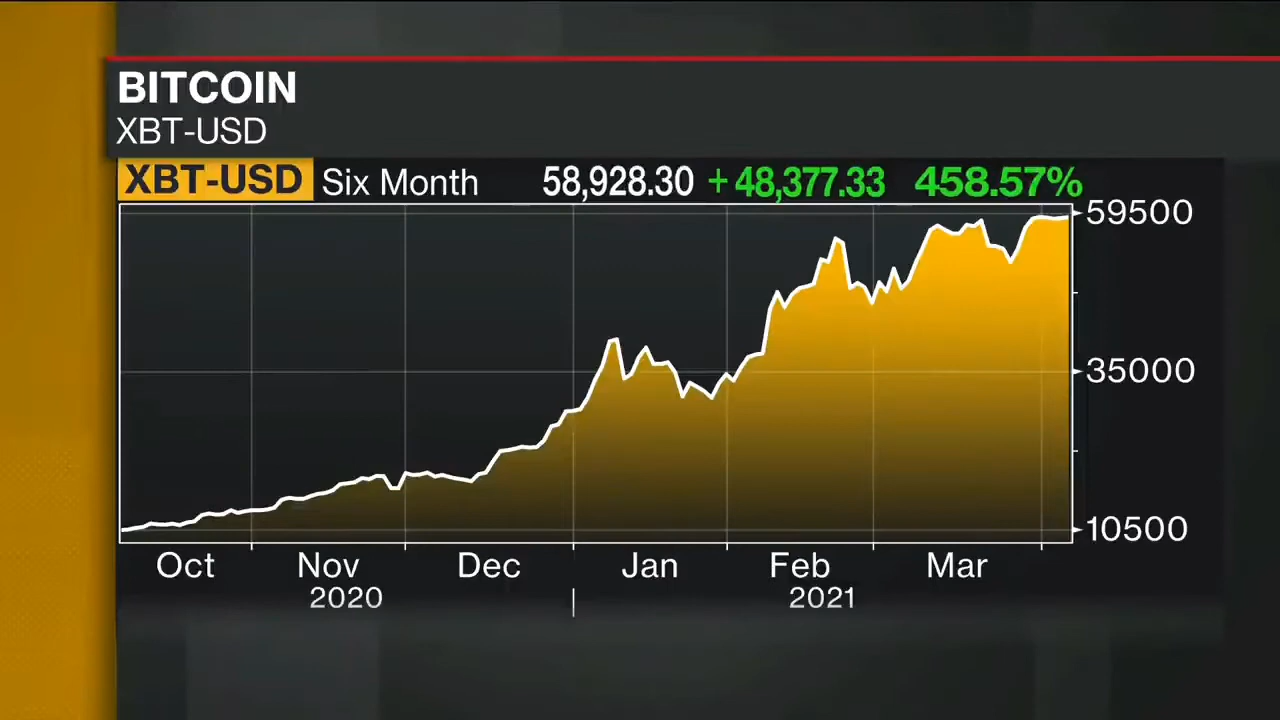 BITCOIN
XBT-USD
XBT-USD Six Month 58,928.30 +48,377.33 458.57%
59500
35000
10500
Oct Nov Dec Jan Feb Mar
2020 2021